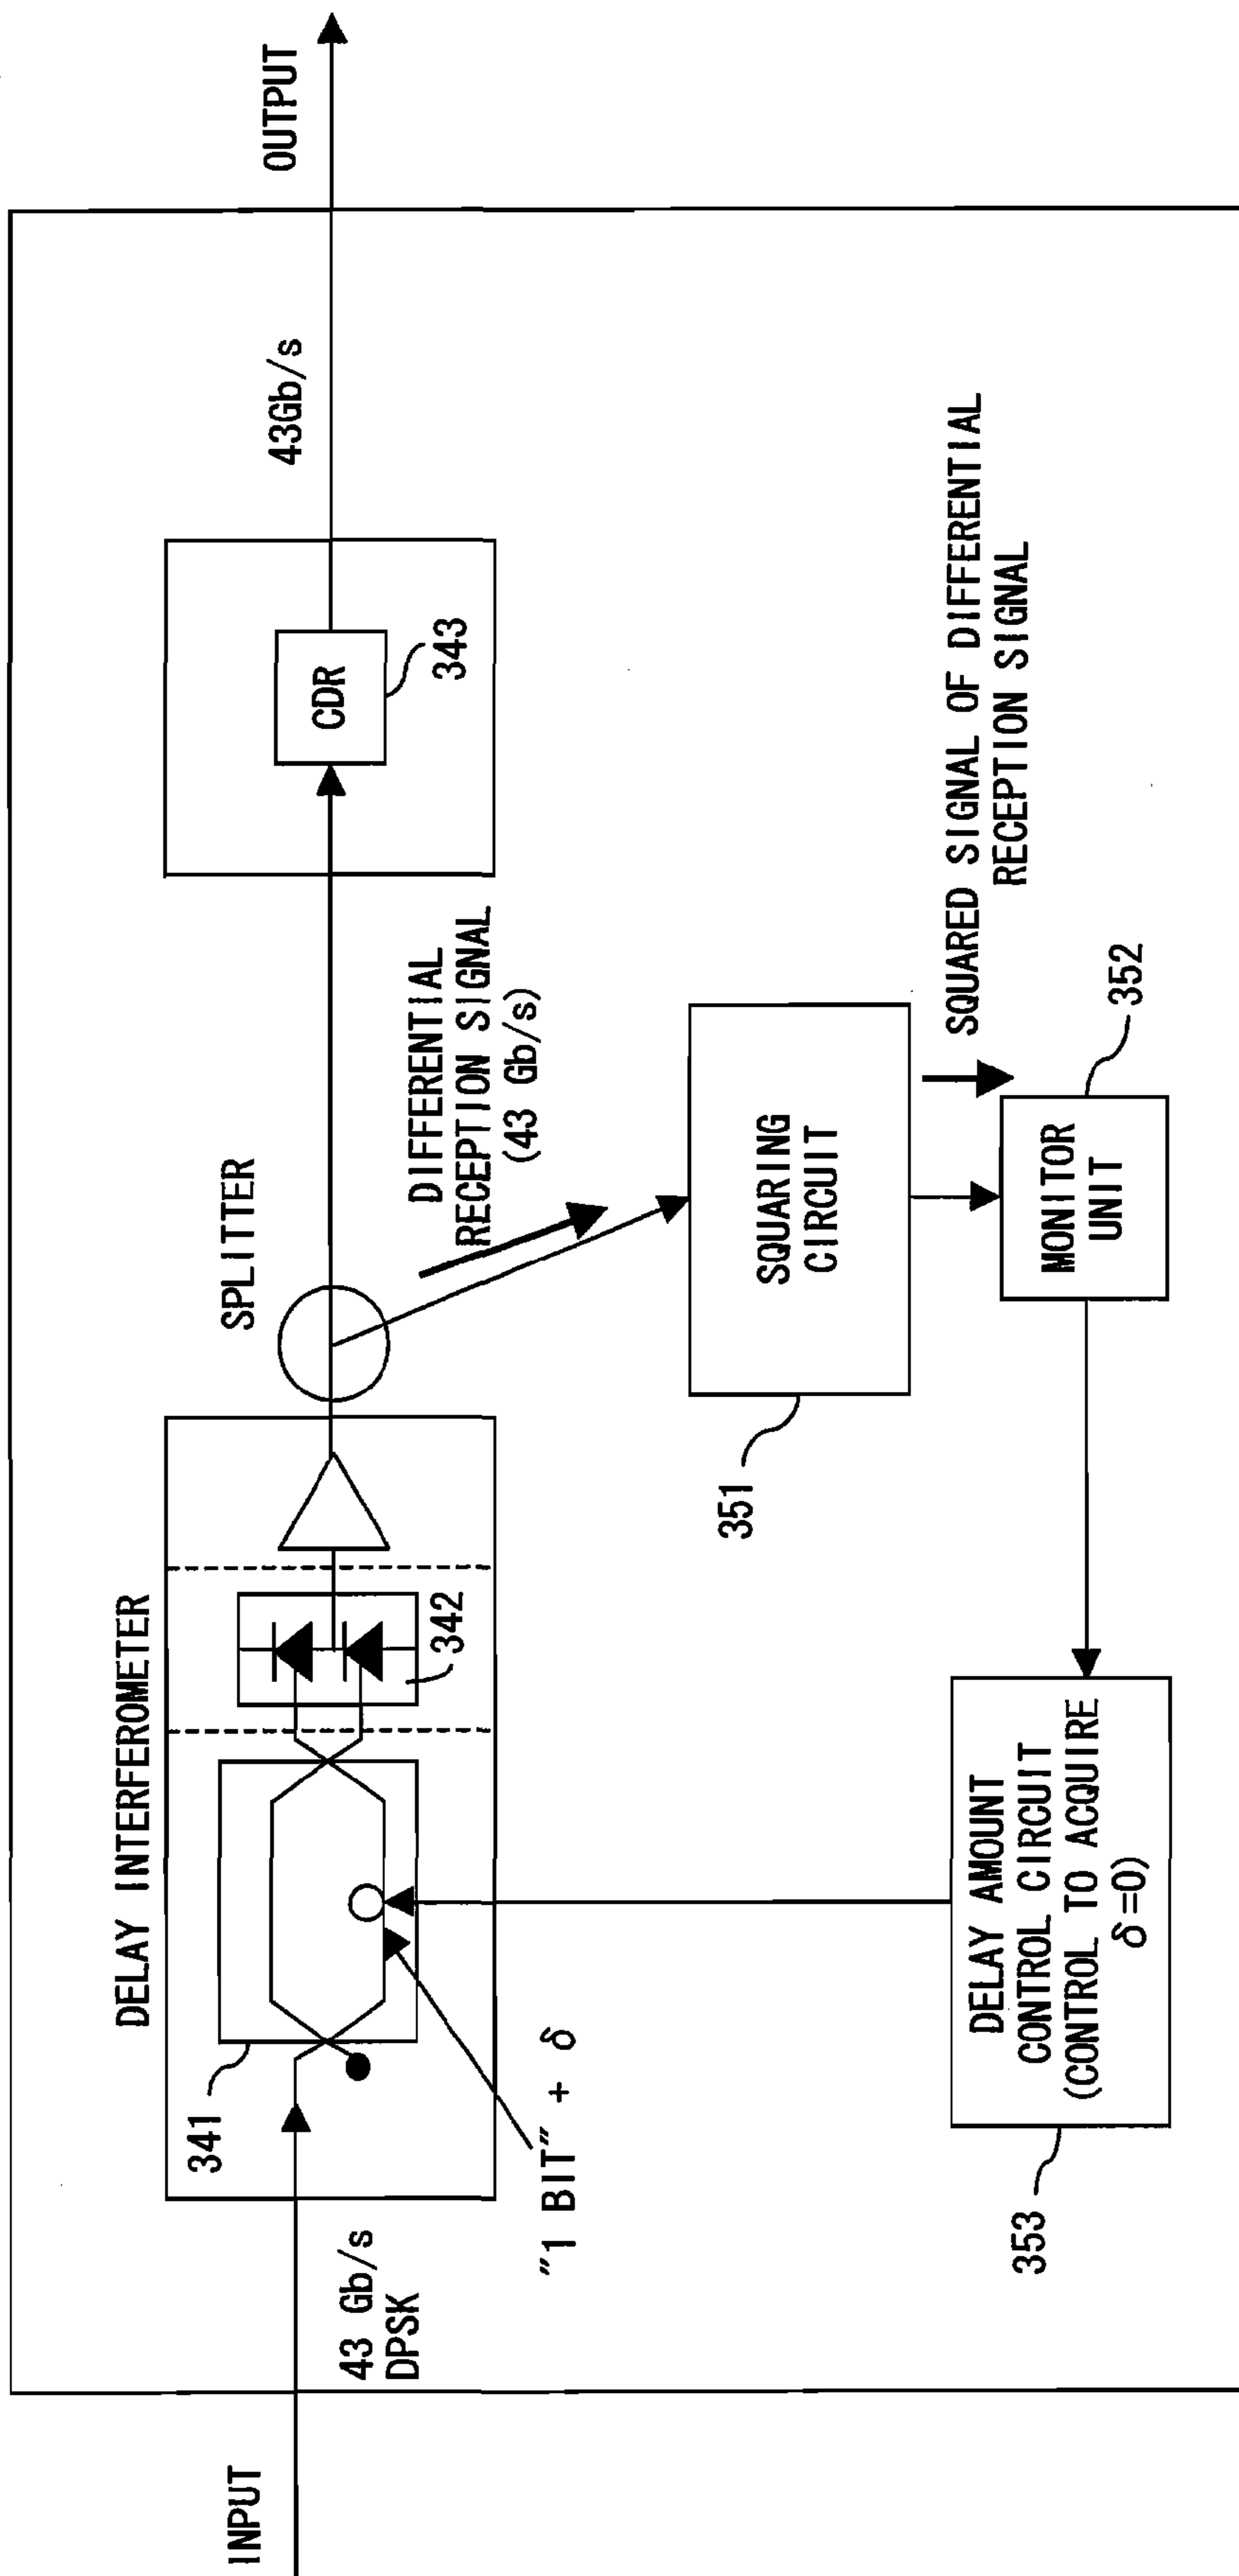 INPUT
43 Gb/s
DPSK
DELAY INTERFEROMETER
341
"1 BIT" + δ
342
SPLITTER
DIFFERENTIAL
RECEPTION SIGNAL
(43 Gb/s)
CDR
343
43Gb/s
OUTPUT
351
SQUARING
CIRCUIT
SQUARED SIGNAL OF DIFFERENTIAL
RECEPTION SIGNAL
MONITOR
UNIT
352
DELAY AMOUNT
CONTROL CIRCUIT
(CONTROL TO ACQUIRE
δ=0)
353